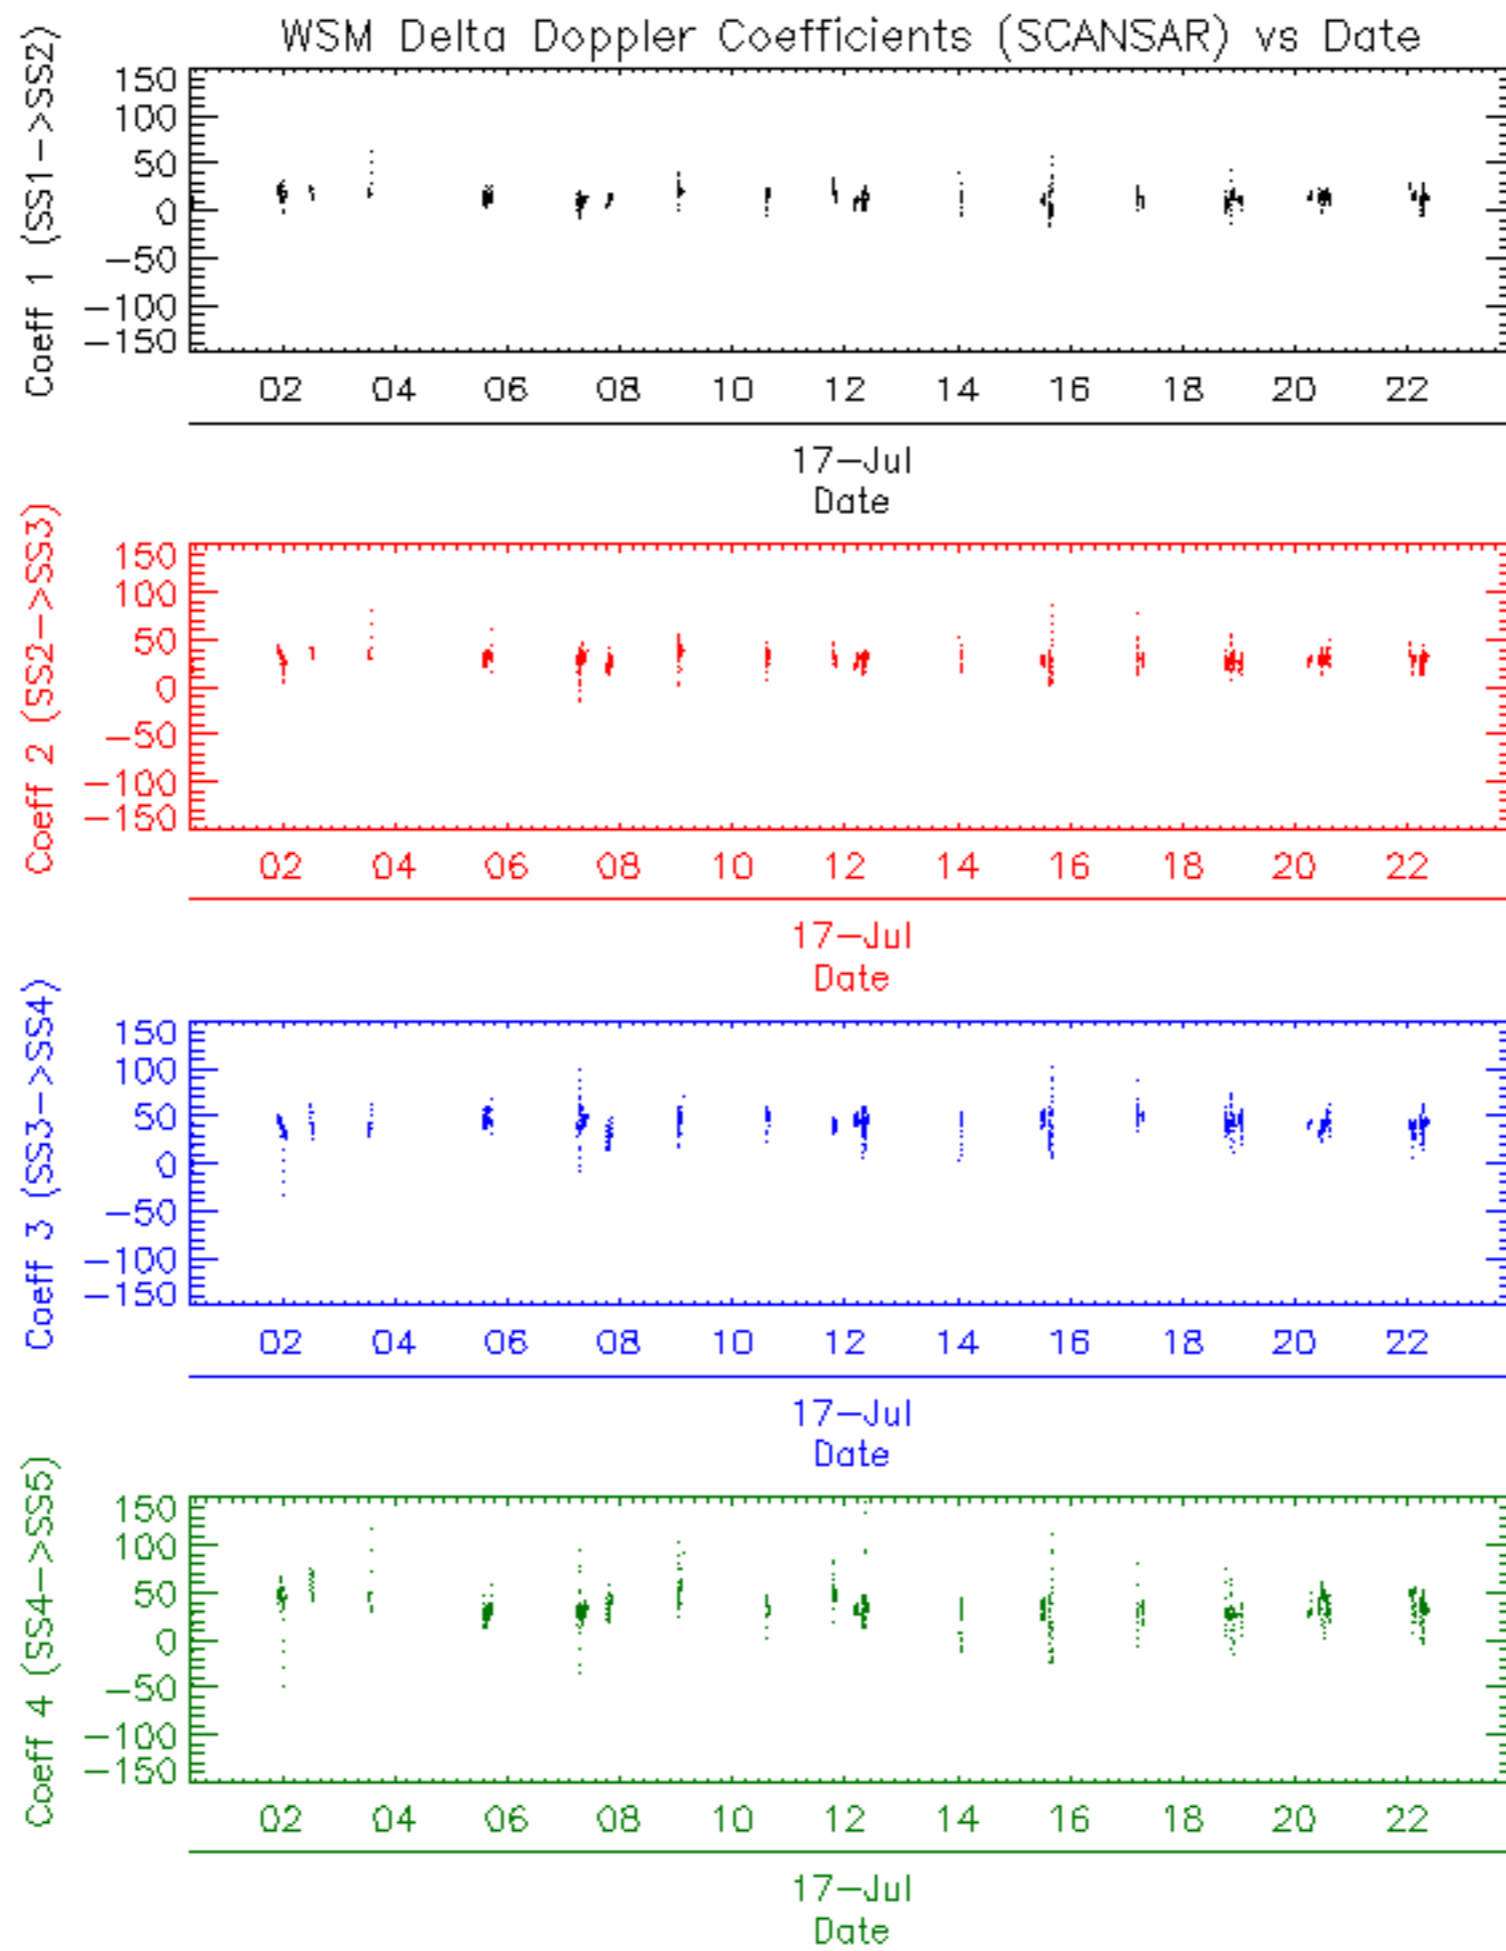 WSM Delta Doppler Coefficients (SCANSAR) vs Date
Coeff 1 (SS1->SS2)
150
100
50
0
-50
-100
-150
02 04 06 08 10 12 14 16 18 20 22
17-Jul
Date
Coeff 2 (SS2->SS3)
150
100
50
0
-50
-100
-150
02 04 06 08 10 12 14 16 18 20 22
17-Jul
Date
Coeff 3 (SS3->SS4)
150
100
50
0
-50
-100
-150
02 04 06 08 10 12 14 16 18 20 22
17-Jul
Date
Coeff 4 (SS4->SS5)
150
100
50
0
-50
-100
-150
02 04 06 08 10 12 14 16 18 20 22
17-Jul
Date